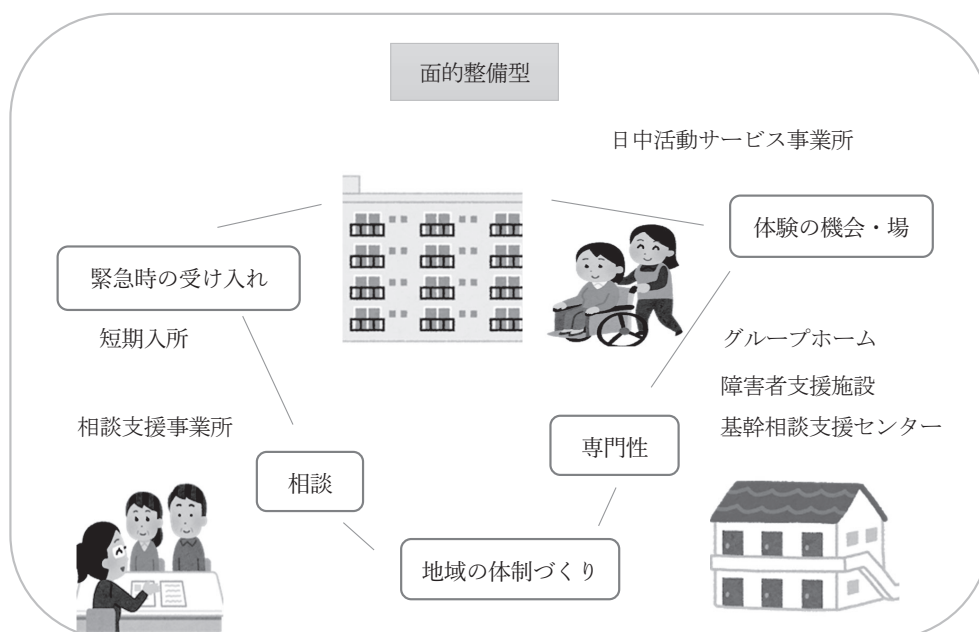 面的整備型
日中活動サービス事業所
体験の機会・場
緊急時の受け入れ
短期入所
グループホーム
障害者支援施設
相談支援事業所
基幹相談支援センター
専門性
相談
地域の体制づくり